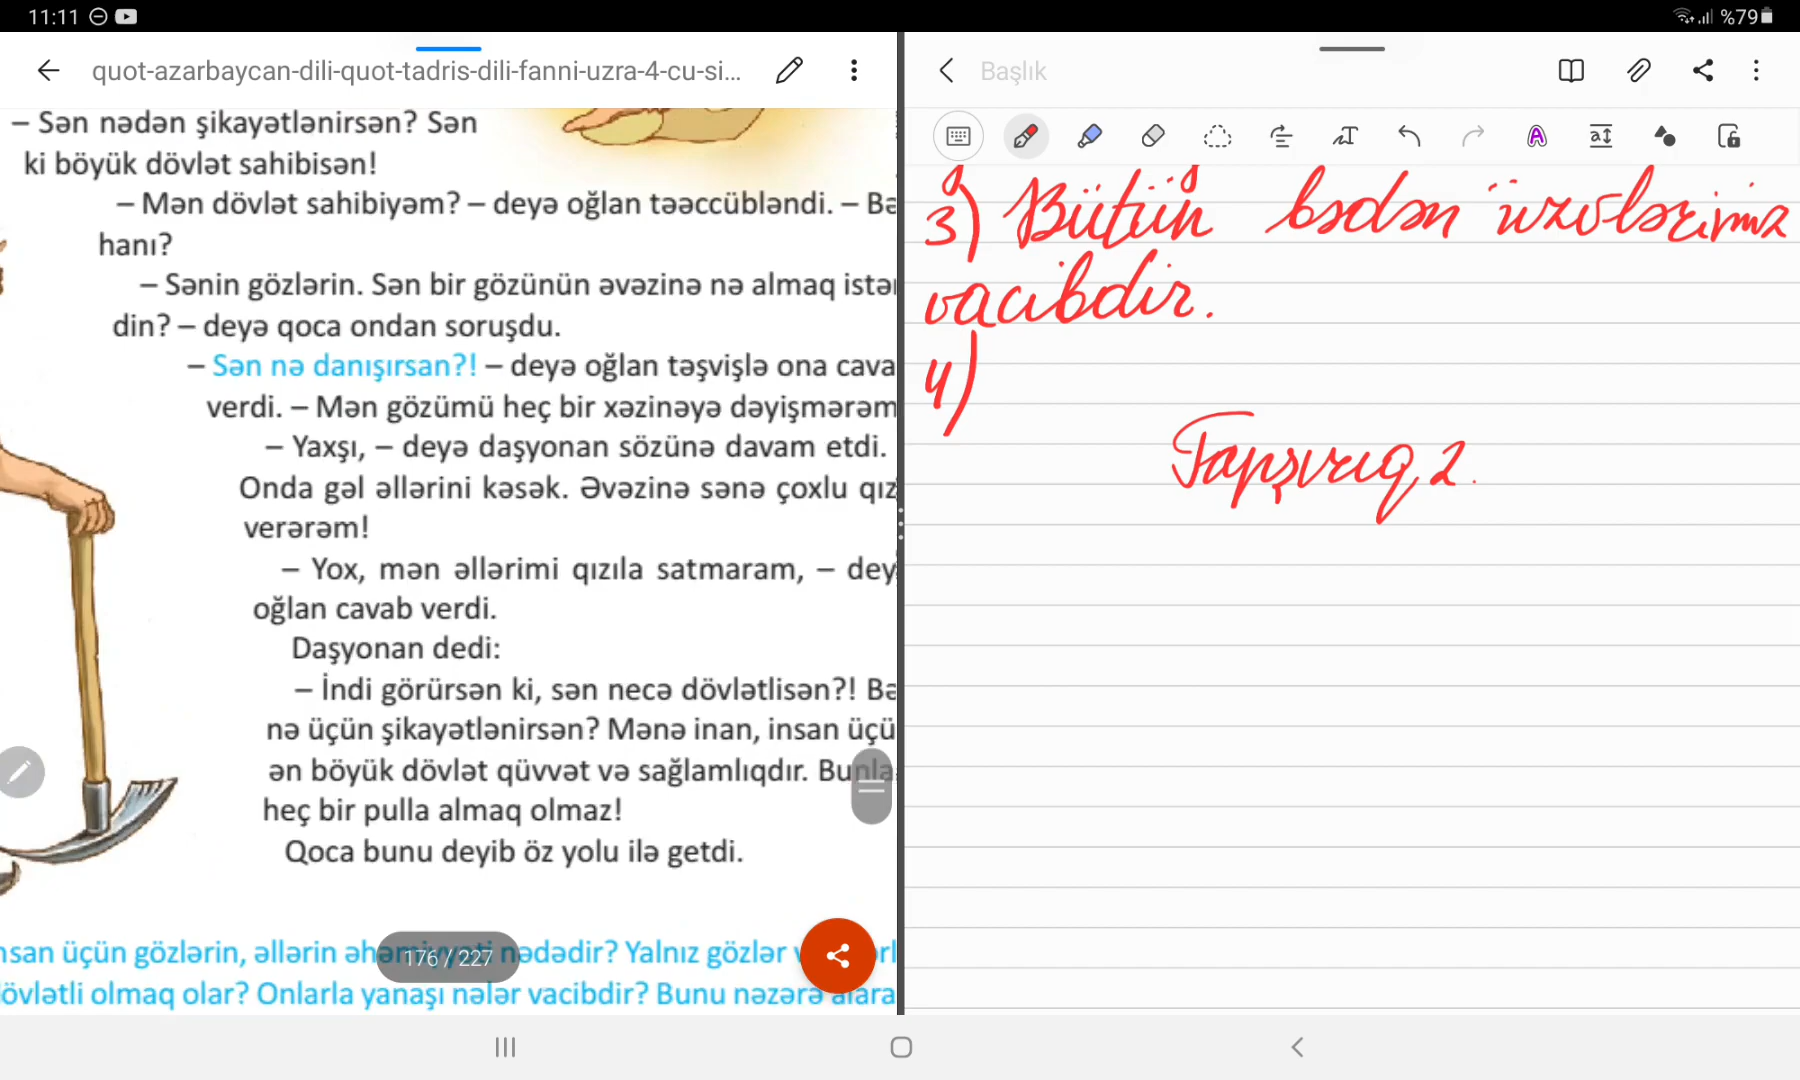 11:11
%79
quot-azarbaycan-dili-quot-tadris-dili-fanni-uzra-4-cu-si...
– Sən nədən şikayətlənirsən? Sən
ki böyük dövlət sahibisən!
– Mən dövlət sahibiyəm? – deyə oğlan təəccübləndi. – Bə
hanı?
– Sənin gözlərin. Sən bir gözünün əvəzinə nə almaq istə
din? – deyə qoca ondan soruşdu.
– Sən nə danışırsan?! – deyə oğlan təşvişlə ona cava
verdi. – Mən gözümü heç bir xəzinəyə dəyişmərəm
– Yaxşı, – deyə daşyonan sözünə davam etdi.
Onda gəl əllərini kəsək. Əvəzinə sənə çoxlu qız
verərəm!
– Yox, mən əllərimi qızıla satmaram, – dey
oğlan cavab verdi.
Daşyonan dedi:
– İndi görürsən ki, sən necə dövlətlisən?! Bə
nə üçün şikayətlənirsən? Mənə inan, insan üçü
ən böyük dövlət qüvvət və sağlamlıqdır. Bunla
heç bir pulla almaq olmaz!
Qoca bunu deyib öz yolu ilə getdi.
nsan üçün gözlərin, əllərin əhəmiyyəti nədədir? Yalnız gözlər
övlətli olmaq olar? Onlarla yanaşı nələr vacibdir? Bunu nəzərə alara
176 / 227
Başlık
3) Bütün bədən üzvlərimiz
vacibdir.
4)
Tapşırıq 2.